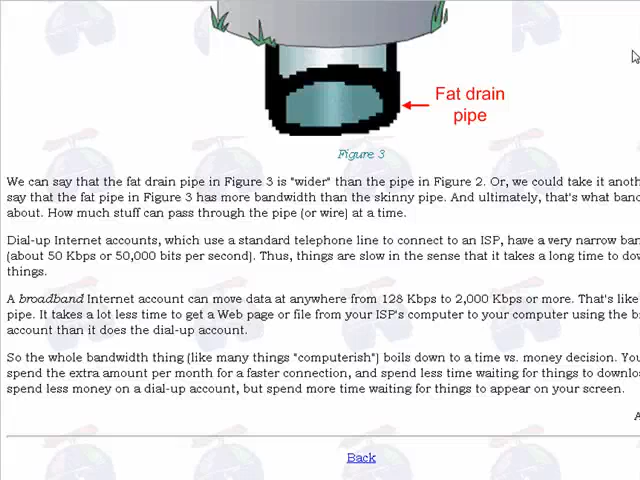 Fat drain
pipe
Figure 3
We can say that the fat drain pipe in Figure 3 is "wider" than the pipe in Figure 2. Or, we could take it
say that the fat pipe in Figure 3 has more bandwidth than the skinny pipe. And ultimately, that's what
about. How much stuff can pass through the pipe (or wire) at a time.
Dial-up Internet accounts, which use a standard telephone line to connect to an ISP, have a very narrow
(about 50 Kbps or 50,000 bits per second). Thus, things are slow in the sense that it takes a long time to
things.
A broadband Internet account can move data at anywhere from 128 Kbps to 2,000 Kbps or more. That's like
pipe. It takes a lot less time to get a Web page or file from your ISP's computer to your computer using the
account than it does the dial-up account.
So the whole bandwidth thing (like many things "computerish") boils down to a time vs. money decision.
spend the extra amount per month for a faster connection, and spend less time waiting for things to
spend less money on a dial-up account, but spend more time waiting for things to appear on your screen.
Back